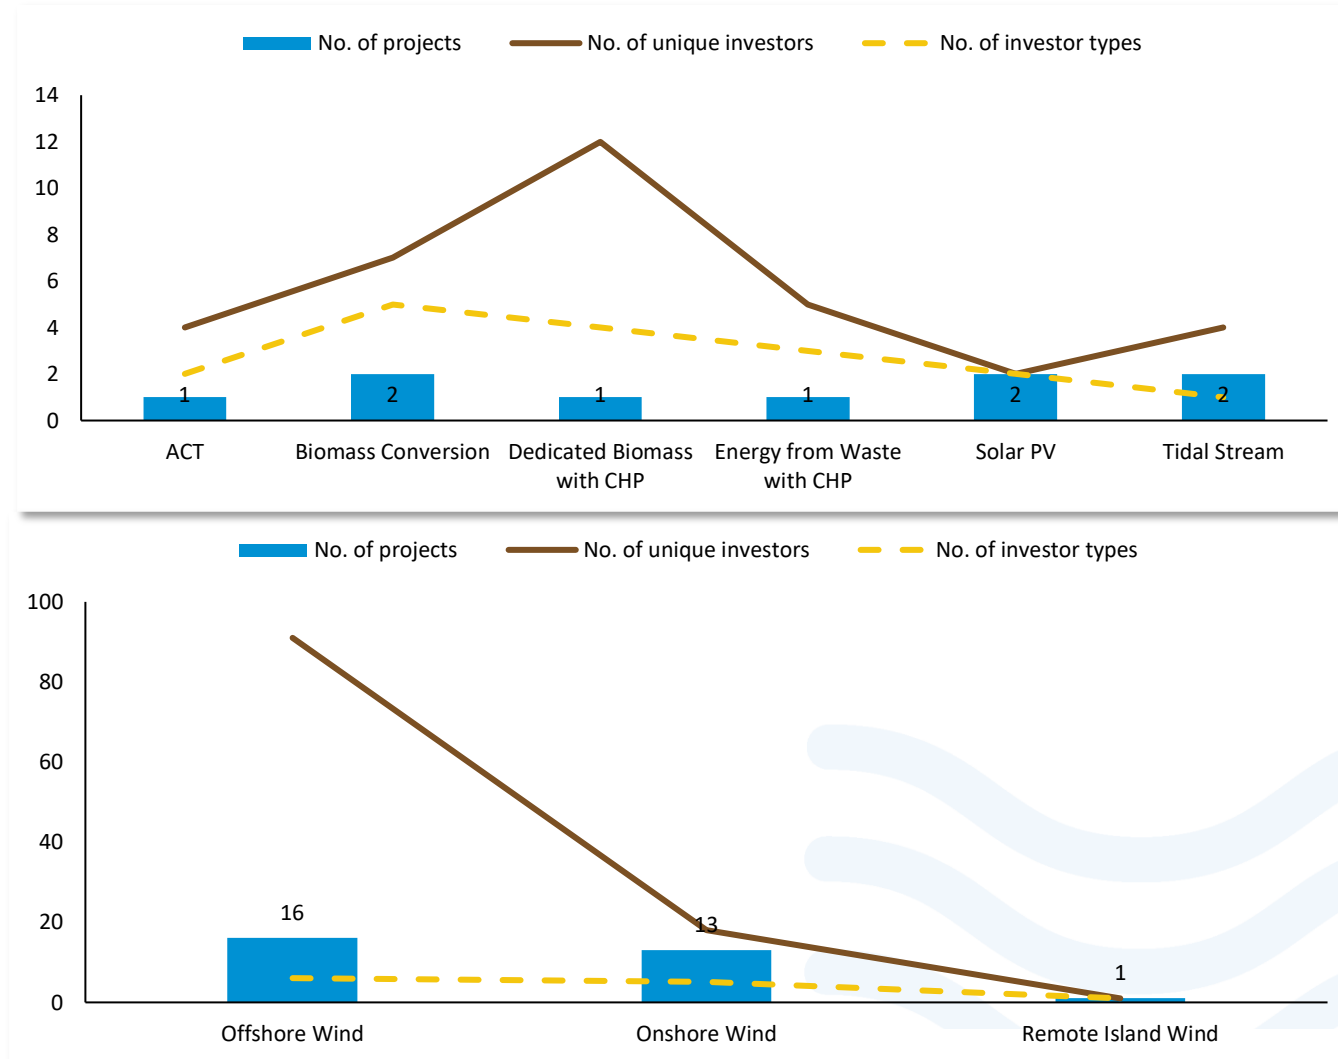 No. of projects No. of unique investors No. of investor types
14
12
10
8
6
4
2
0
1 2 1 1 2 2
ACT Biomass Conversion Dedicated Biomass Energy from Waste Solar PV Tidal Stream
with CHP with CHP
No. of projects No. of unique investors No. of investor types
100
80
60
40
20
0
16 13 1
Offshore Wind Onshore Wind Remote Island Wind